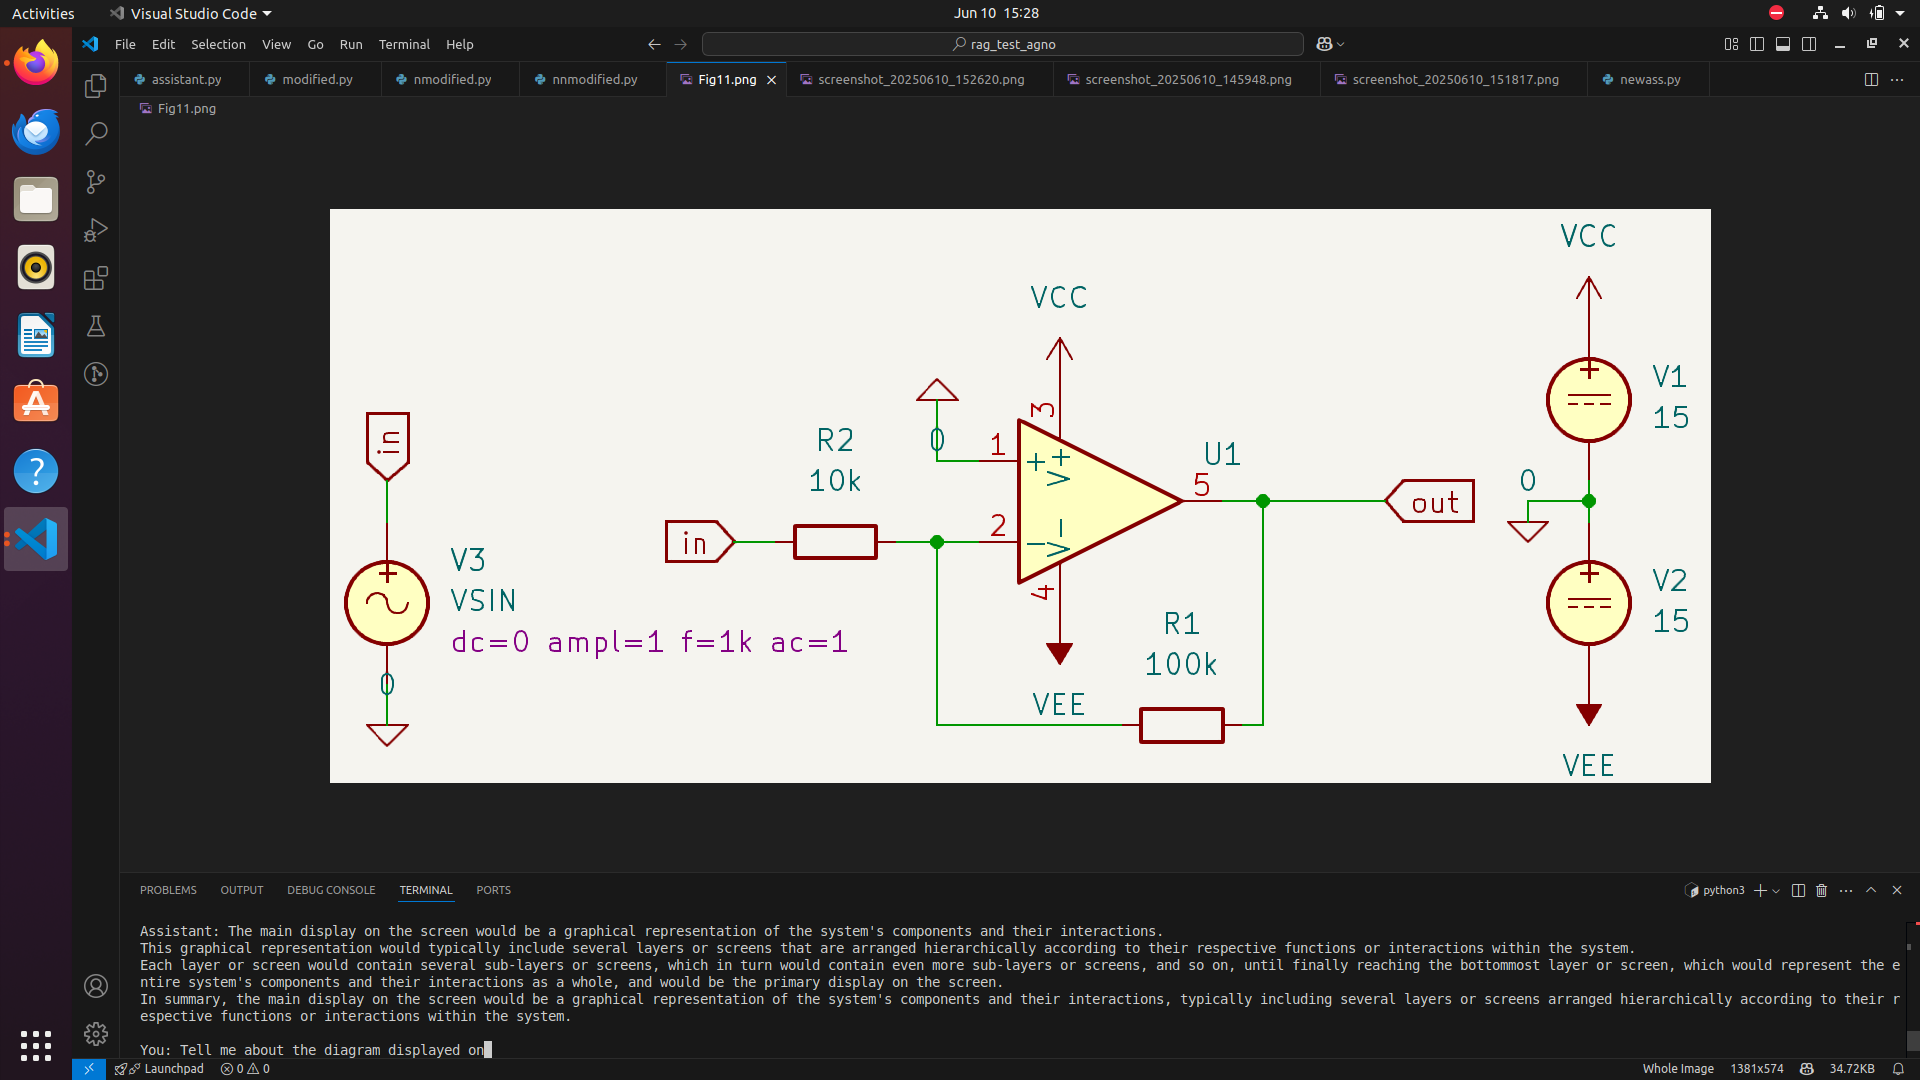 Activities
Visual Studio Code
Jun 10 15:28
File Edit Selection View Go Run Terminal Help
rag_test_agno
assistant.py
modified.py
nmodified.py
nnmodified.py
Fig11.png
screenshot_20250610_152620.png
screenshot_20250610_145948.png
screenshot_20250610_151817.png
newass.py
Fig11.png
VCC
VCC
V1
15
in
R2
10k
0
1
3
+
V+
U1
5
out
0
in
2
-
V-
4
V3
VSIN
dc=0 ampl=1 f=1k ac=1
0
R1
100k
VEE
V2
15
VEE
PROBLEMS OUTPUT DEBUG CONSOLE TERMINAL PORTS
python3
Assistant: The main display on the screen would be a graphical representation of the system's components and their interactions.
This graphical representation would typically include several layers or screens that are arranged hierarchically according to their respective functions or interactions within the system.
Each layer or screen would contain several sub-layers or screens, which in turn would contain even more sub-layers or screens, and so on, until finally reaching the bottommost layer or screen, which would represent the e
ntire system's components and their interactions as a whole, and would be the primary display on the screen.
In summary, the main display on the screen would be a graphical representation of the system's components and their interactions, typically including several layers or screens arranged hierarchically according to their r
espective functions or interactions within the system.
You: Tell me about the diagram displayed on
Launchpad 0 0
Whole Image 1381x574 34.72KB